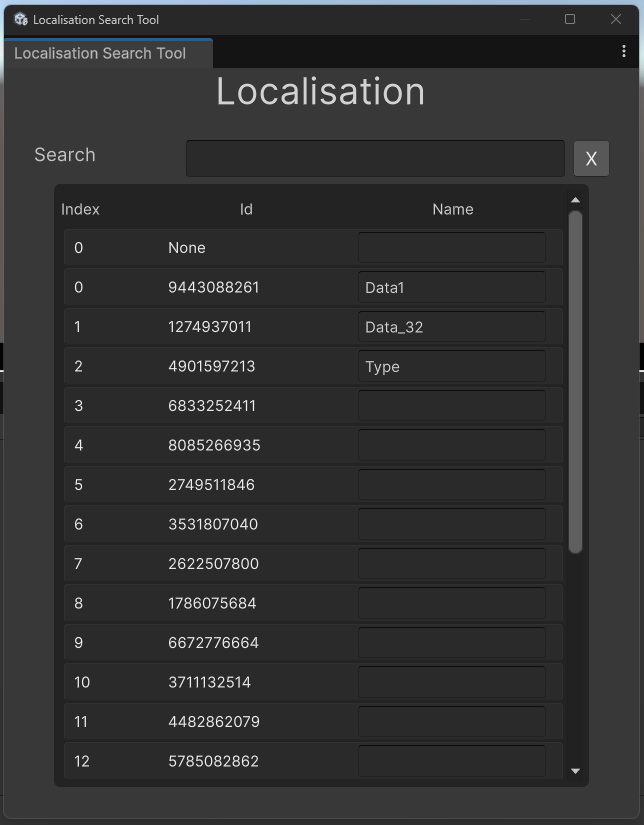 Localisation Search Tool
Localisation Search Tool
Localisation
Search X
Index Id Name
0 None
0 9443088261 Data1
1 1274937011 Data_32
2 4901597213 Type
3 6833252411
4 8085266935
5 2749511846
6 3531807040
7 2622507800
8 1786075684
9 6672776664
10 3711132514
11 4482862079
12 5785082862